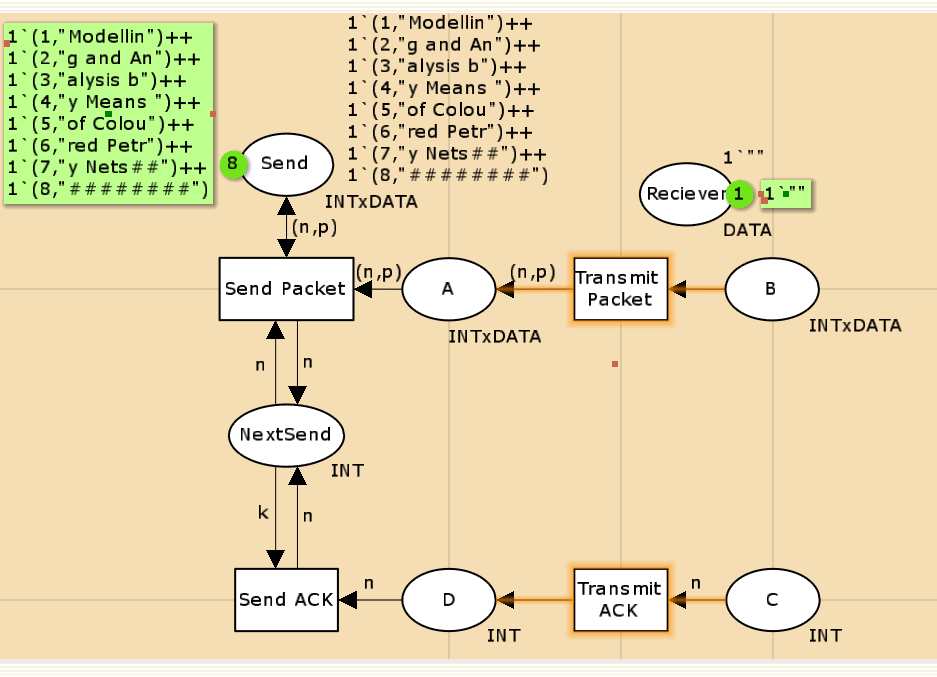 1`(1,"Modellin")++
1`(2,"g and An")++
1`(3,"alysis b")++
1`(4,"y Means ")++
1`(5,"of Colou")++
1`(6,"red Petr")++
1`(7,"y Nets##")++
1`(8,"########")
1`(1,"Modellin")++
1`(2,"g and An")++
1`(3,"alysis b")++
1`(4,"y Means ")++
1`(5,"of Colou")++
1`(6,"red Petr")++
1`(7,"y Nets##")++
1`(8,"########")
8
Send
INTxDATA
1`""
Reciever
1
1`""
DATA
(n,p)
Send Packet
(n,p)
A
INTxDATA
(n,p)
Transmit
Packet
B
INTxDATA
n
n
NextSend
INT
k
n
Send ACK
n
D
INT
Transmit
ACK
n
C
INT